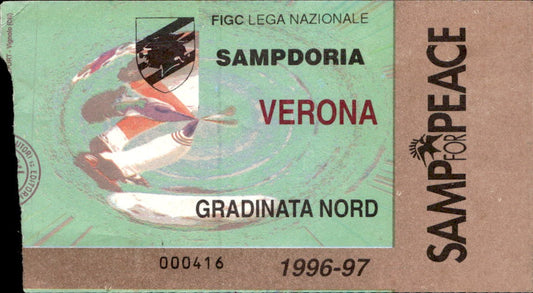 FIGC LEGA NAZIONALE
SAMPDORIA
VERONA
GRADINATA NORD
000416
1996-97
SAMP FOR PEACE